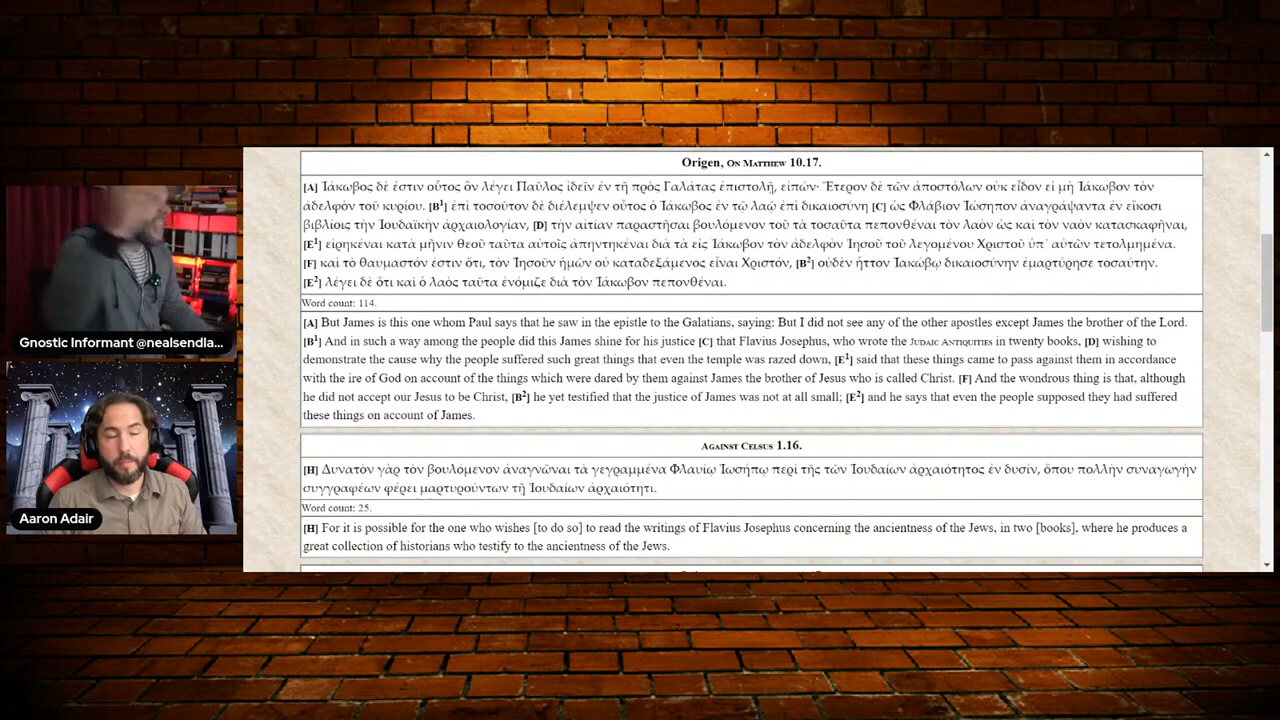 Origen, On Matthew 10.17.
[A] Ἰάκωβος δέ ἐστιν οὗτος ὃν λέγει Παῦλος ἰδεῖν ἐν τῇ πρὸς Γαλάτας ἐπιστολῇ, εἰπών· Ἕτερον δὲ τῶν ἀποστόλων οὐκ εἶδον εἰ μὴ Ἰάκωβον τὸν
ἀδελφὸν τοῦ κυρίου. [B¹] ἐπὶ τοσοῦτον δὲ διέλεμψεν οὗτος ὁ Ἰάκωβος ἐν τῷ λαῷ ἐπὶ δικαιοσύνῃ [C] ὡς Φλάβιον Ἰώσηπον ἀναγράψαντα ἐν εἴκοσι
βιβλίοις τὴν Ἰουδαϊκὴν ἀρχαιολογίαν, [D] τὴν αἰτίαν παραστῆσαι βουλόμενον τοῦ τὰ τοσαῦτα πεπονθέναι τὸν λαὸν ὡς καὶ τὸν ναὸν κατασκαφῆναι,
[E¹] εἰρηκέναι κατὰ μῆνιν θεοῦ ταῦτα αὐτοῖς ἀπηντηκέναι διὰ τὰ εἰς Ἰάκωβον τὸν ἀδελφὸν Ἰησοῦ τοῦ λεγομένου Χριστοῦ ὑπ᾽ αὐτῶν τετολμημένα.
[F] καὶ τὸ θαυμαστόν ἐστιν ὅτι, τὸν Ἰησοῦν ἡμῶν οὐ καταδεξάμενος εἶναι Χριστόν, [B²] οὐδὲν ἧττον Ἰακώβῳ δικαιοσύνην ἐμαρτύρησε τοσαύτην.
[E²] λέγει δὲ ὅτι καὶ ὁ λαὸς ταῦτα ἐνόμιζε διὰ τὸν Ἰάκωβον πεπονθέναι.
Word count: 114.
[A] But James is this one whom Paul says that he saw in the epistle to the Galatians, saying: But I did not see any of the other apostles except James the brother of the Lord.
[B¹] And in such a way among the people did this James shine for his justice [C] that Flavius Josephus, who wrote the Judaic Antiquities in twenty books, [D] wishing to
demonstrate the cause why the people suffered such great things that even the temple was razed down, [E¹] said that these things came to pass against them in accordance
with the ire of God on account of the things which were dared by them against James the brother of Jesus who is called Christ. [F] And the wondrous thing is that, although
he did not accept our Jesus to be Christ, [B²] he yet testified that the justice of James was not at all small; [E²] and he says that even the people supposed they had suffered
these things on account of James.
Against Celsus 1.16.
[H] Δυνατὸν γὰρ τὸν βουλόμενον ἀναγνῶναι τὰ γεγραμμένα Φλαυίῳ Ἰωσήπῳ περὶ τῆς τῶν Ἰουδαίων ἀρχαιότητος ἐν δυσίν, ὅπου πολλὴν συναγωγὴν
συγγραφέων φέρει μαρτυρούντων τῇ Ἰουδαίων ἀρχαιότητι.
Word count: 25.
[H] For it is possible for the one who wishes [to do so] to read the writings of Flavius Josephus concerning the ancientness of the Jews, in two [books], where he produces a
great collection of historians who testify to the ancientness of the Jews.
Gnostic Informant @nealsendla...
Aaron Adair